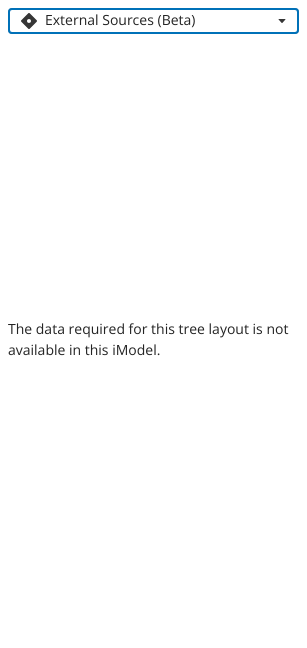 External Sources (Beta)
The data required for this tree layout is not
available in this iModel.